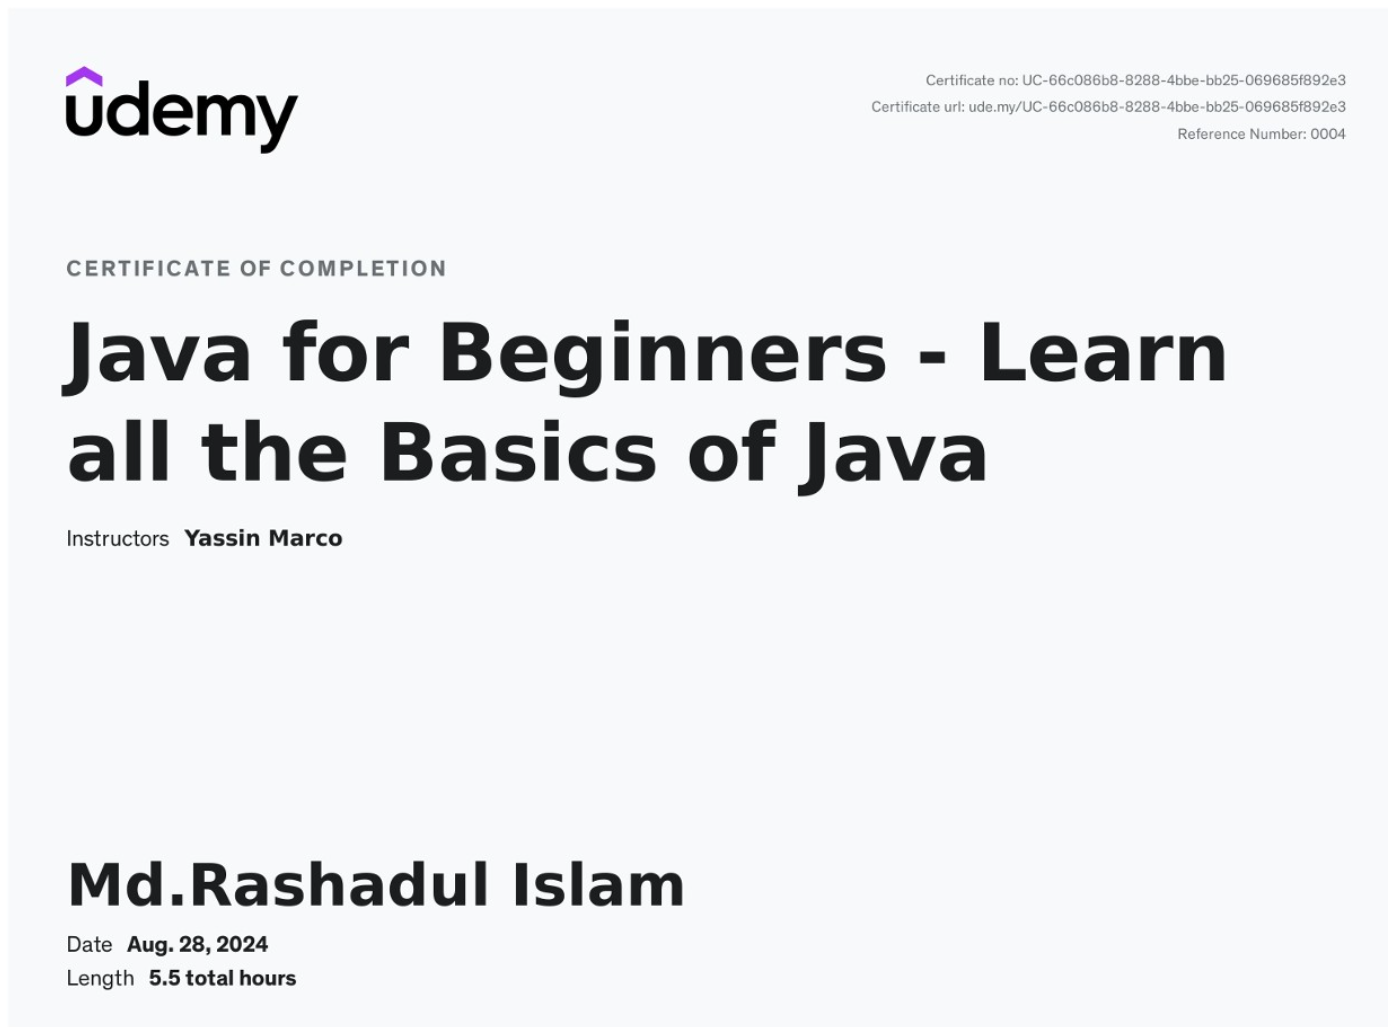 udemy
Certificate no: UC-66c086b8-8288-4bbe-bb25-069685f892e3
Certificate url: ude.my/UC-66c086b8-8288-4bbe-bb25-069685f892e3
Reference Number: 0004
CERTIFICATE OF COMPLETION
Java for Beginners - Learn
all the Basics of Java
Instructors Yassin Marco
Md.Rashadul Islam
Date Aug. 28, 2024
Length 5.5 total hours